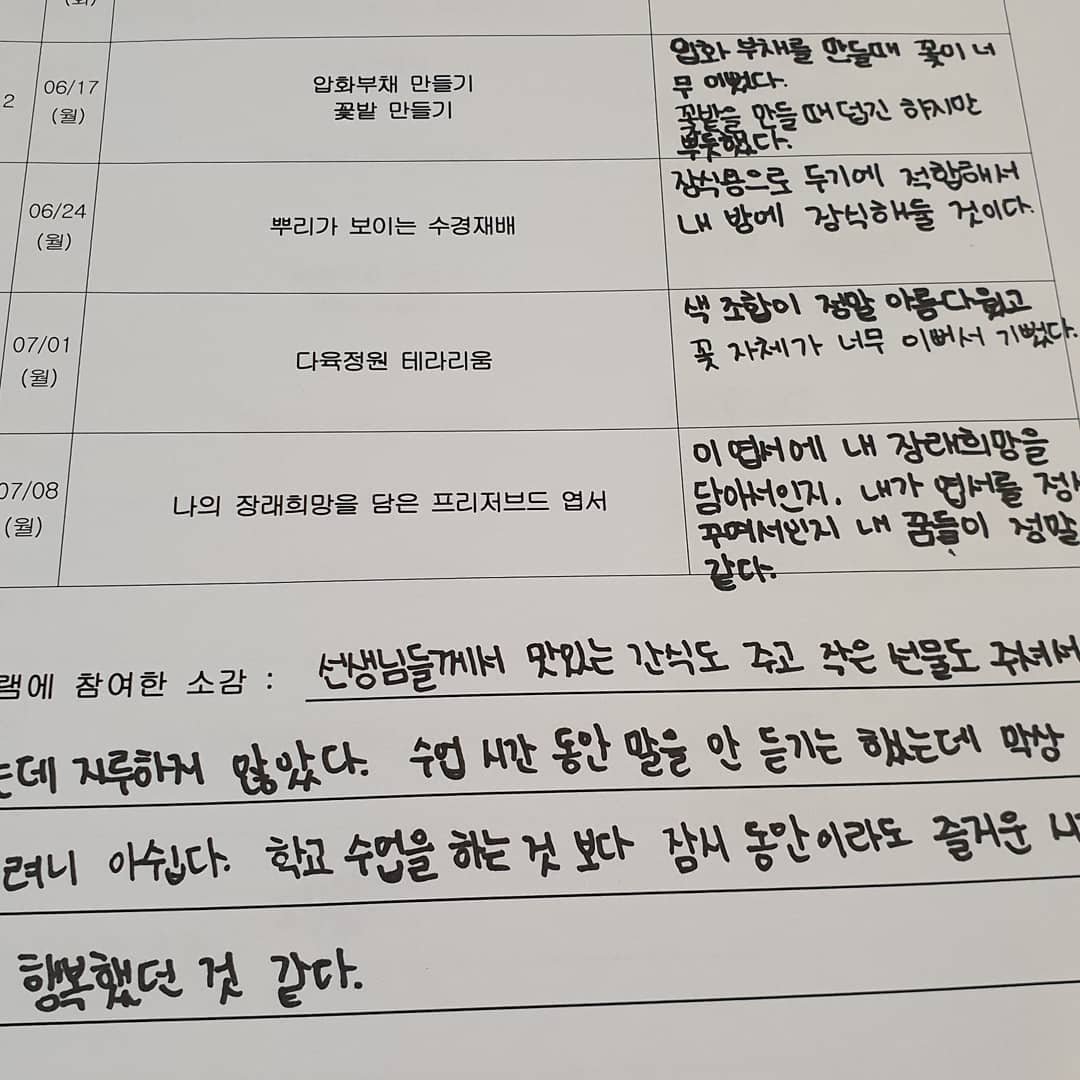 (화)
2
06/17
(월)
압화부채 만들기
꽃밭 만들기
압화 부채를 만들때 꽃이 너
무 이뻤다.
꽃밭을 만들 때 덥긴 하지만
뿌듯했다.
06/24
(월)
뿌리가 보이는 수경재배
장식용으로 두기에 적합해서
내 방에 장식해둘 것이다.
07/01
(월)
다육정원 테라리움
색 조합이 정말 아름다웠고
꽃 자체가 너무 이뻐서 기뻤다.
07/08
(월)
나의 장래희망을 담은 프리저브드 엽서
이 엽서에 내 장래희망을
담아서인지, 내가 엽서를
꾸며서인지 내 꿈들이 정말
같다.
램에 참여한 소감 : 선생님들께서 맛있는 간식도 주고 작은 선물도 주셔서
는데 지루하지 않았다. 수업 시간 동안 말을 안 듣기는 했는데 막상
려니 아쉽다. 학교 수업을 하는 것 보다 잠시 동안이라도 즐거운
행복했던 것 같다.